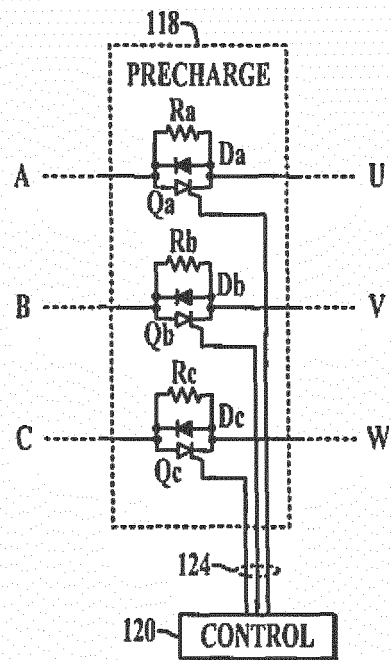 118
PRECHARGE
Ra
Da
A
U
Qa
Rb
Db
B
V
Qb
Rc
Dc
C
W
Qc
124
120
CONTROL